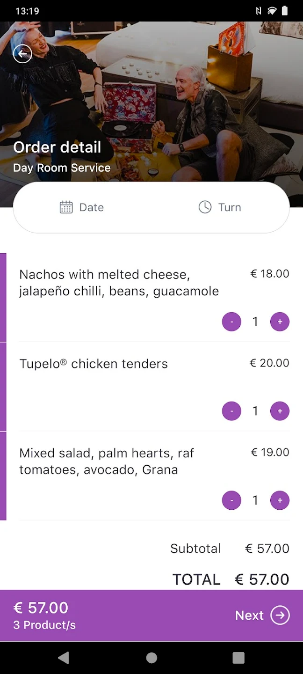 13:19
Order detail
Day Room Service
Date
Turn
Nachos with melted cheese,
jalapeño chilli, beans, guacamole
€ 18.00
- 1 +
Tupelo® chicken tenders
€ 20.00
- 1 +
Mixed salad, palm hearts, raf
tomatoes, avocado, Grana
€ 19.00
- 1 +
Subtotal € 57.00
TOTAL € 57.00
€ 57.00
3 Product/s
Next